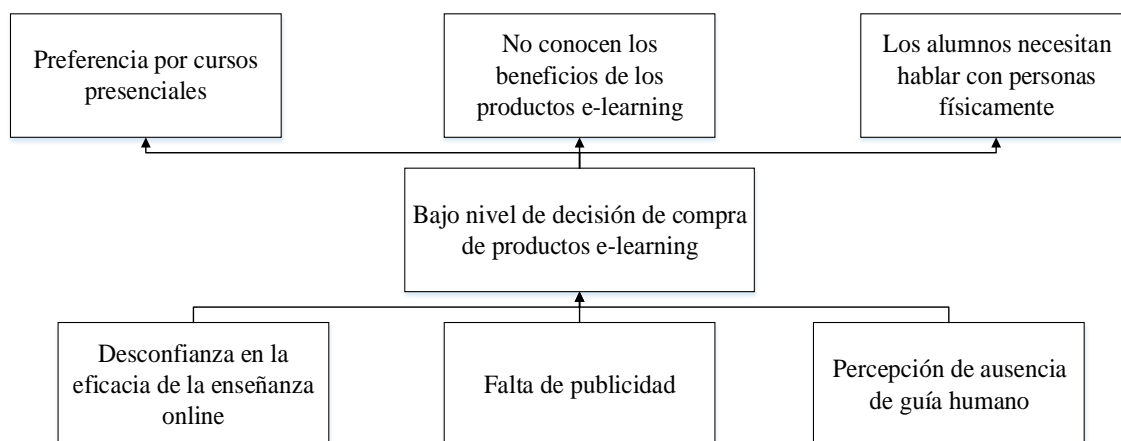 Preferencia por cursos
presenciales
No conocen los
beneficios de los
productos e-learning
Los alumnos necesitan
hablar con personas
físicamente
Bajo nivel de decisión de compra
de productos e-learning
Desconfianza en la
eficacia de la enseñanza
online
Falta de publicidad
Percepción de ausencia
de guía humano